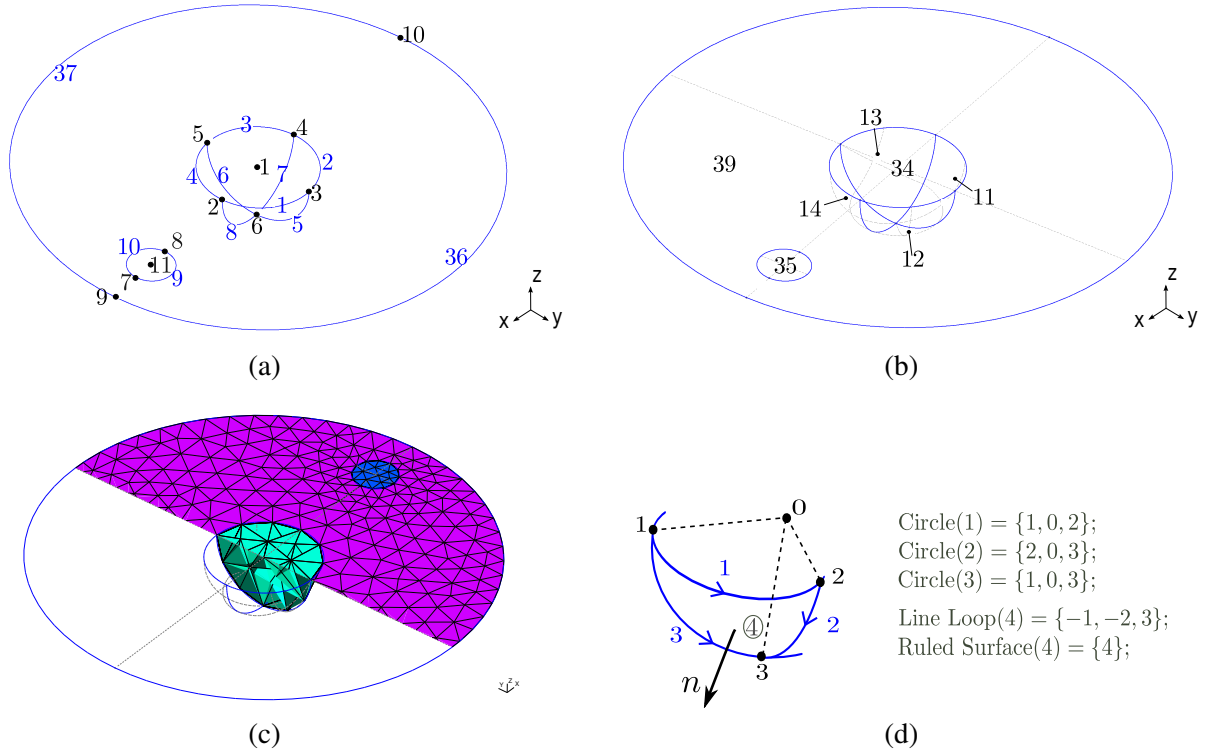 10
37
3
4
5
1
2
6
7
4
2
3
1
6
5
8
8
10
11
7
9
9
36
z
x
y
(a)
13
39
34
11
14
12
35
z
x
y
(b)
Y Z X
(c)
0
1
1
2
④
2
3
3
n
Circle(1) = {1, 0, 2};
Circle(2) = {2, 0, 3};
Circle(3) = {1, 0, 3};
Line Loop(4) = {−1, −2, 3};
Ruled Surface(4) = {4};
(d)